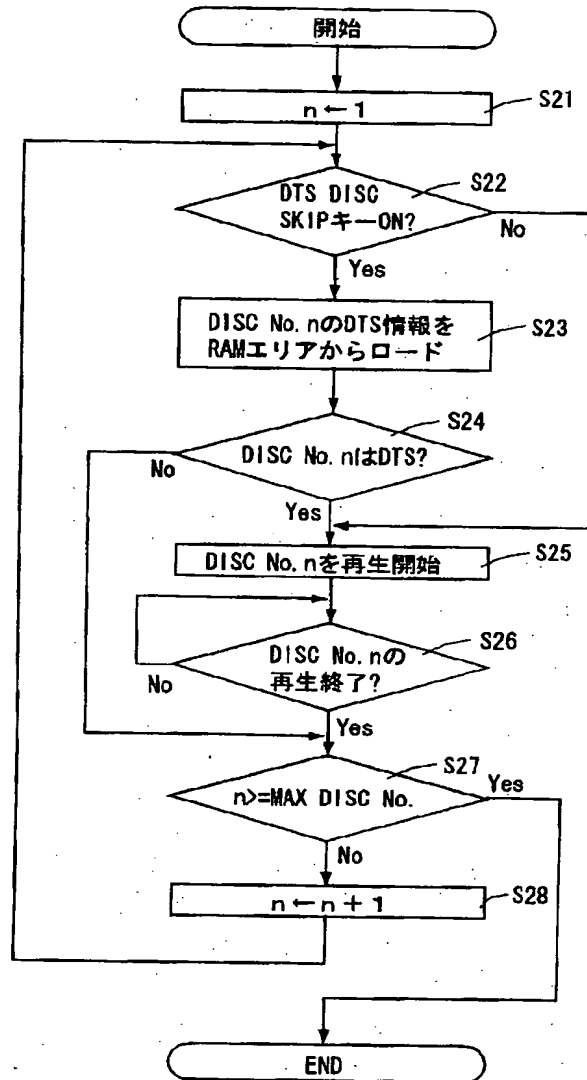 開始
n←1
S21
DTS DISC
SKIPキーON?
S22
No
Yes
DISC No.nのDTS情報を
RAMエリアからロード
S23
DISC No.nはDTS?
S24
No
Yes
DISC No.nを再生開始
S25
DISC No.nの
再生終了?
S26
No
Yes
n>=MAX DISC No.
S27
Yes
No
n←n+1
S28
END